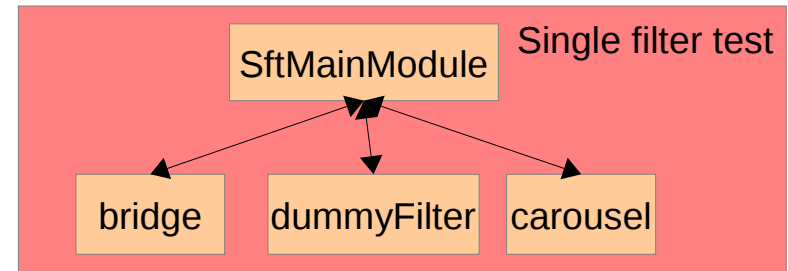 Single filter test
SftMainModule
bridge
dummyFilter
carousel